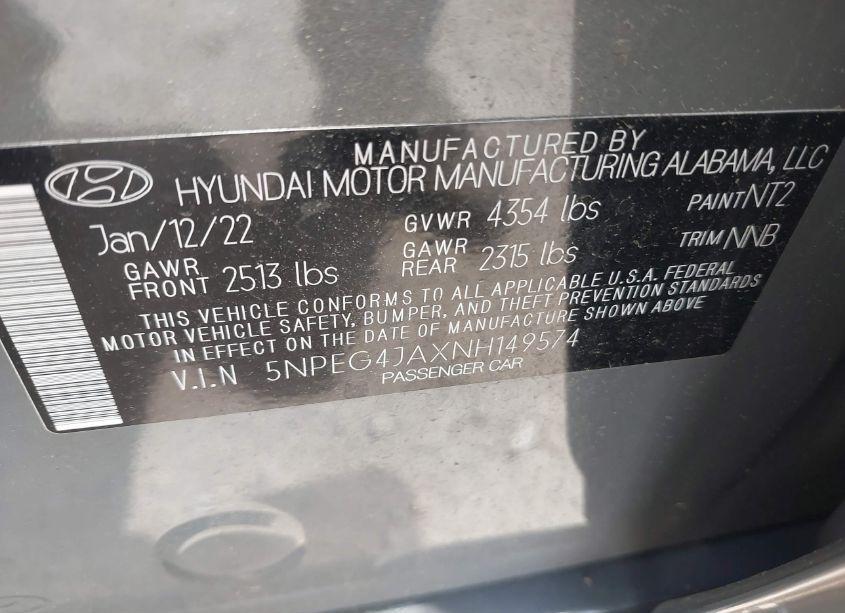 MANUFACTURED BY
HYUNDAI MOTOR MANUFACTURING ALABAMA, LLC
Jan/12/22 GVWR 4354 lbs PAINT NT2
GAWR FRONT 2513 lbs GAWR REAR 2315 lbs TRIM NNB
THIS VEHICLE CONFORMS TO ALL APPLICABLE U.S.A. FEDERAL
MOTOR VEHICLE SAFETY, BUMPER, AND THEFT PREVENTION STANDARDS
IN EFFECT ON THE DATE OF MANUFACTURE SHOWN ABOVE
V.I.N 5NPEG4JAXNH149574
PASSENGER CAR